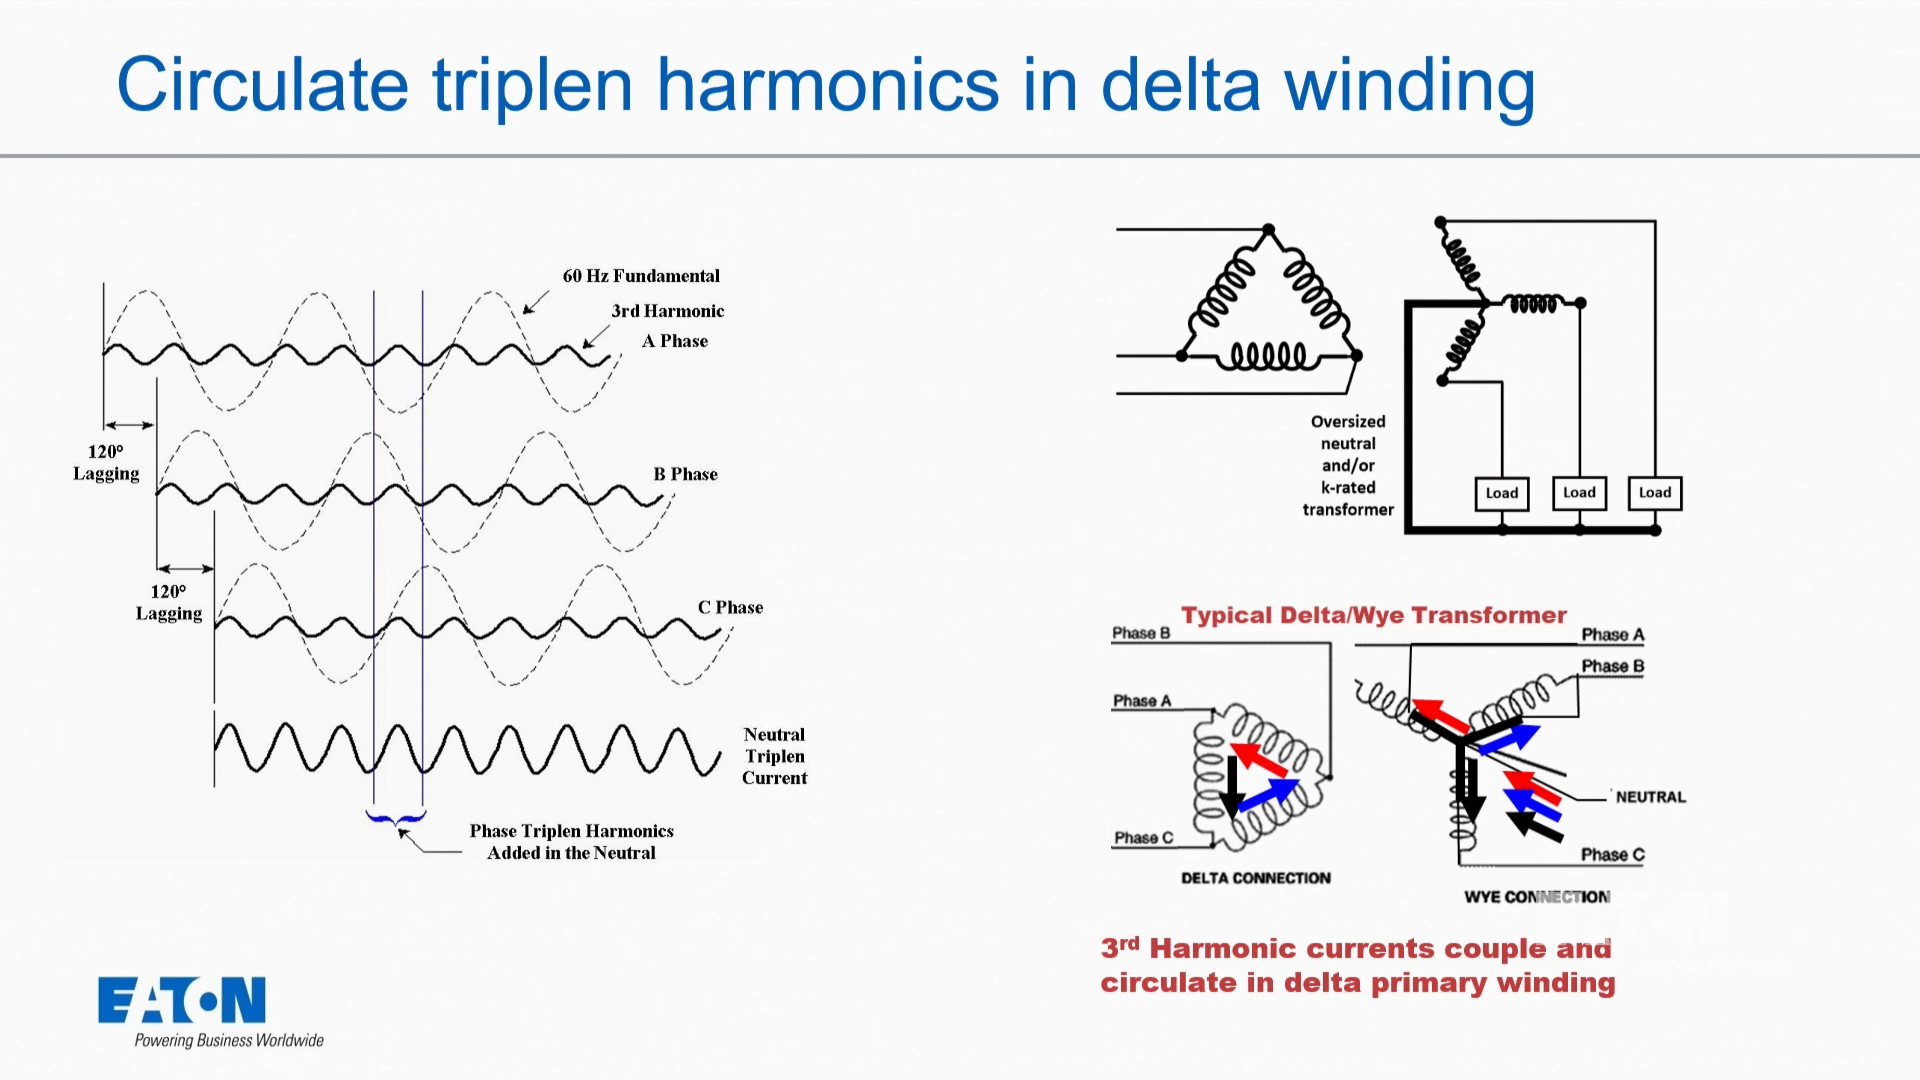 Circulate triplen harmonics in delta winding
60 Hz Fundamental
3rd Harmonic
A Phase
120°
Lagging
B Phase
120°
Lagging
C Phase
Neutral
Triplen
Current
Phase Triplen Harmonics
Added in the Neutral
Oversized
neutral
and/or
k-rated
transformer
Load
Load
Load
Typical Delta/Wye Transformer
Phase B
Phase A
Phase C
DELTA CONNECTION
Phase A
Phase B
NEUTRAL
Phase C
WYE CONNECTION
3rd Harmonic currents couple and
circulate in delta primary winding
EATON
Powering Business Worldwide